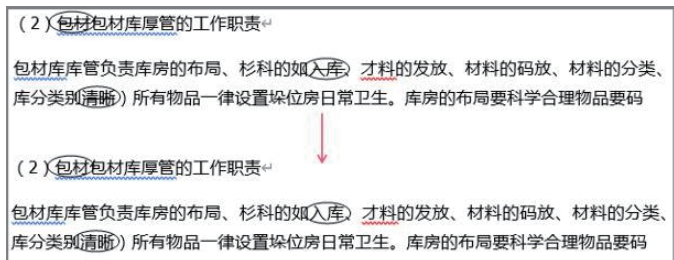 （2）包材包材库厚管的工作职责
包材库库管负责库房的布局、杉科的如入库，才料的发放、材料的码放、材料的分类、
库分类别清晰）所有物品一律设置垛位房日常卫生。库房的布局要科学合理物品要码
（2）包材包材库厚管的工作职责
包材库库管负责库房的布局、杉科的如入库，才料的发放、材料的码放、材料的分类、
库分类别清晰）所有物品一律设置垛位房日常卫生。库房的布局要科学合理物品要码